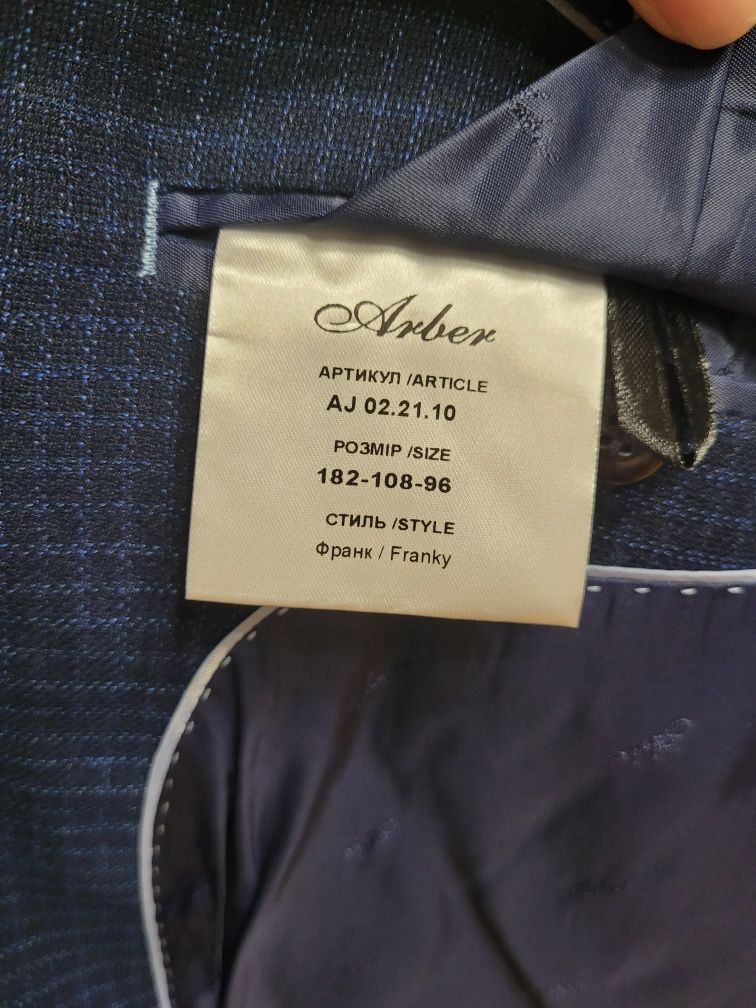 Arber
АРТИКУЛ /ARTICLE
AJ 02.21.10
РОЗМІР /SIZE
182-108-96
СТИЛЬ /STYLE
Франк / Franky